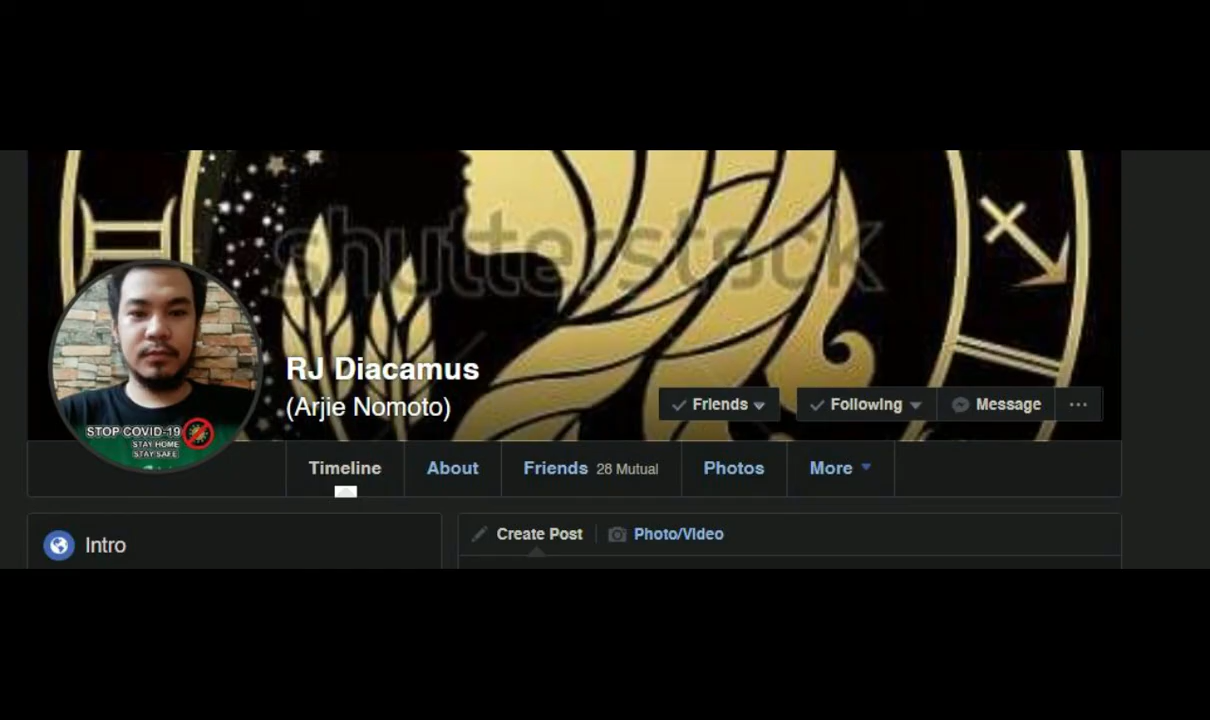 shutterstock
RJ Diacamus
(Arjie Nomoto)
Friends
Following
Message
STOP COVID-19
STAY HOME
STAY SAFE
Timeline
About
Friends 28 Mutual
Photos
More
Intro
Create Post
Photo/Video